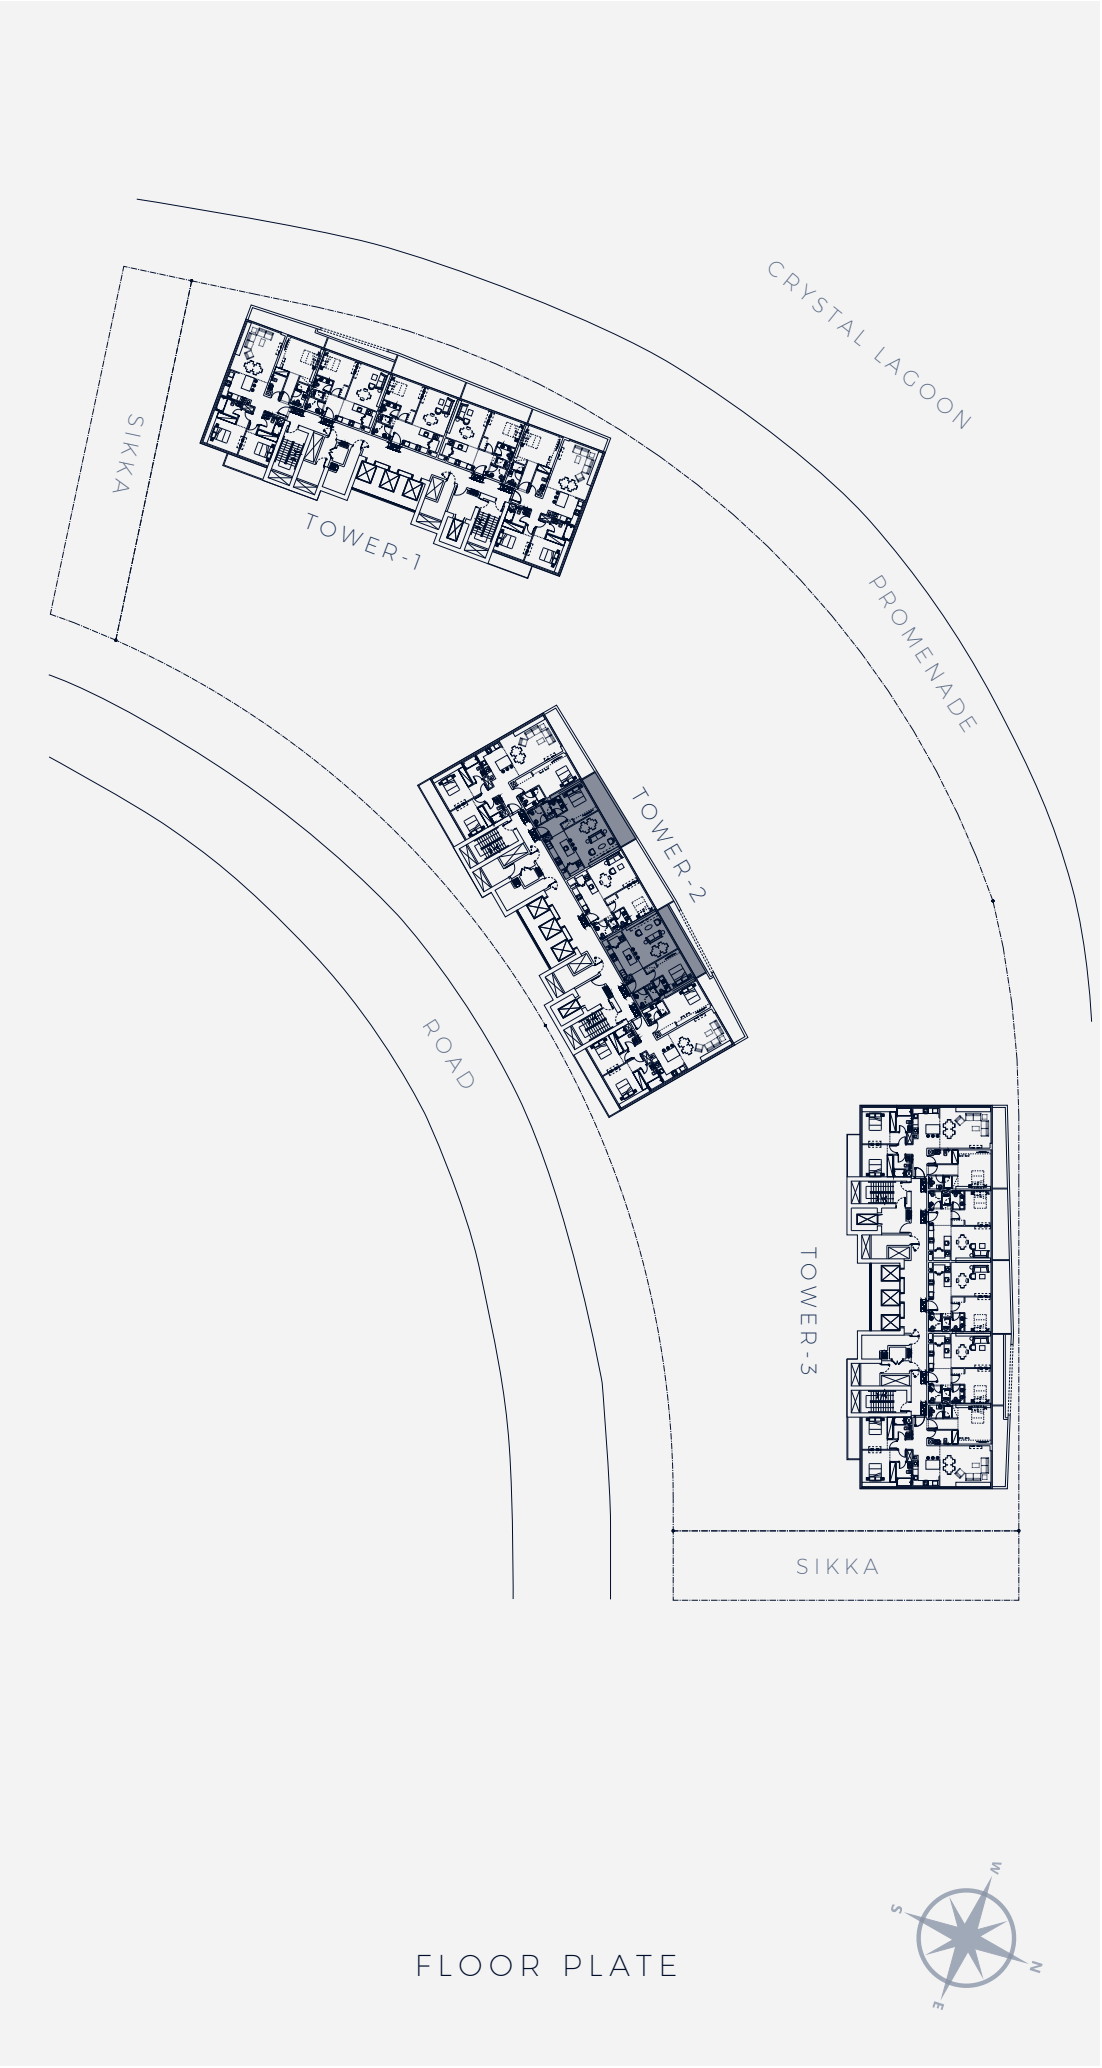 CRYSTAL LAGOON
SIKKA
TOWER-1
PROMENADE
TOWER-2
ROAD
TOWER-3
SIKKA
W
S
N
E
FLOOR PLATE